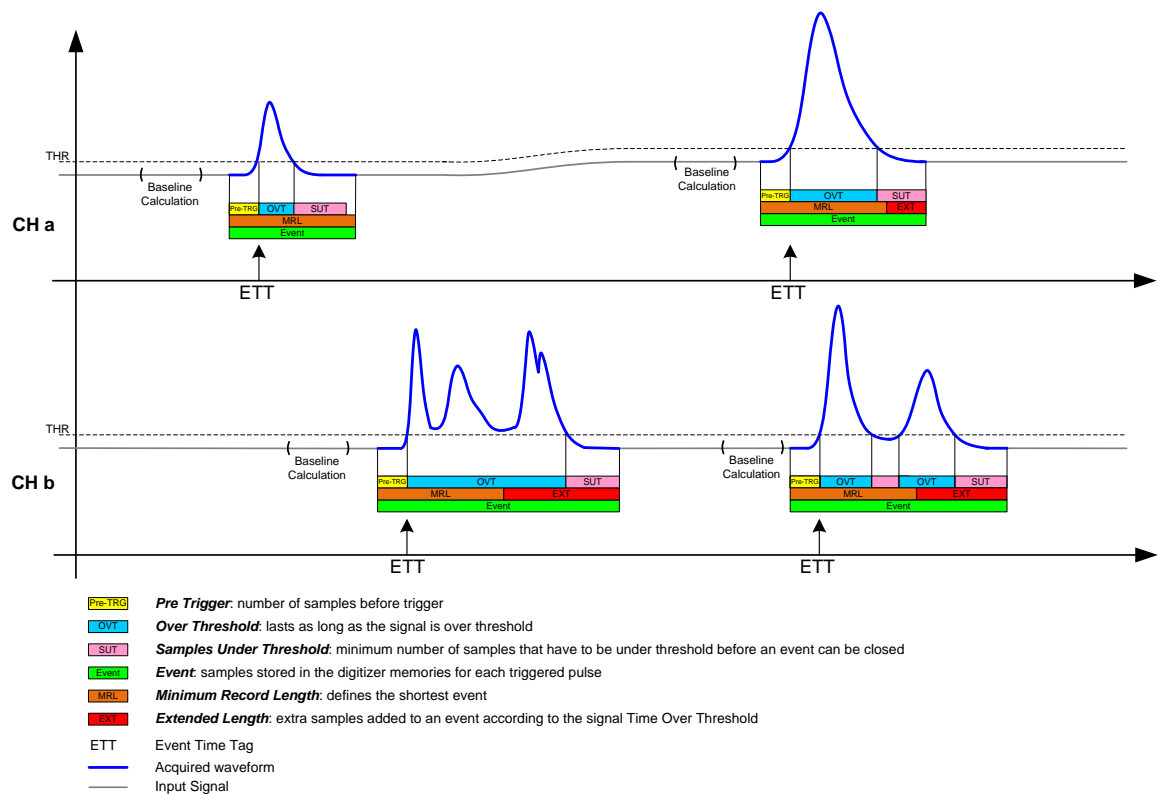 THR
Baseline
Calculation
Baseline
Calculation
Pre-TRG OVT SUT
MRL
Event
Pre-TRG OVT SUT
MRL EXT
Event
CH a
ETT
ETT
THR
Baseline
Calculation
Baseline
Calculation
CH b
Pre-TRG OVT SUT
MRL EXT
Event
Pre-TRG OVT OVT SUT
MRL EXT
Event
ETT
ETT
Pre-TRG Pre Trigger: number of samples before trigger
OVT Over Threshold: lasts as long as the signal is over threshold
SUT Samples Under Threshold: minimum number of samples that have to be under threshold before an event can be closed
Event Event: samples stored in the digitizer memories for each triggered pulse
MRL Minimum Record Length: defines the shortest event
EXT Extended Length: extra samples added to an event according to the signal Time Over Threshold
ETT Event Time Tag
Acquired waveform
Input Signal